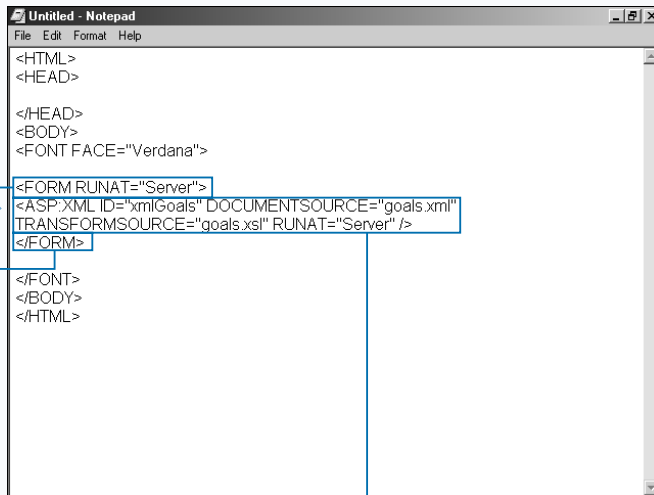 Untitled - Notepad
File Edit Format Help
<HTML>
<HEAD>
</HEAD>
<BODY>
<FONT FACE="Verdana">
<FORM RUNAT="Server">
<ASP:XML ID="xmlGoals" DOCUMENTSOURCE="goals.xml"
TRANSFORMSOURCE="goals.xsl" RUNAT="Server" />
</FORM>
</FONT>
</BODY>
</HTML>